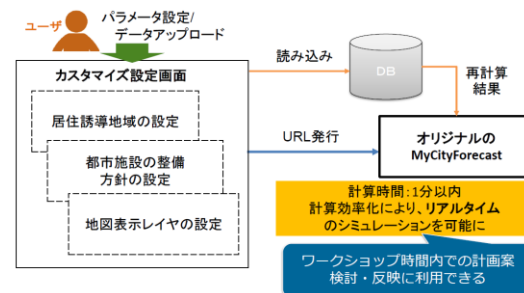 ユーザ
パラメータ設定/
データアップロード
カスタマイズ設定画面
居住誘導地域の設定
都市施設の整備
方針の設定
地図表示レイヤの設定
読み込み
DB
再計算
結果
URL発行
オリジナルの
MyCityForecast
計算時間:1分以内
計算効率化により、リアルタイム
のシミュレーションを可能に
ワークショップ時間内での計画案
検討・反映に利用できる